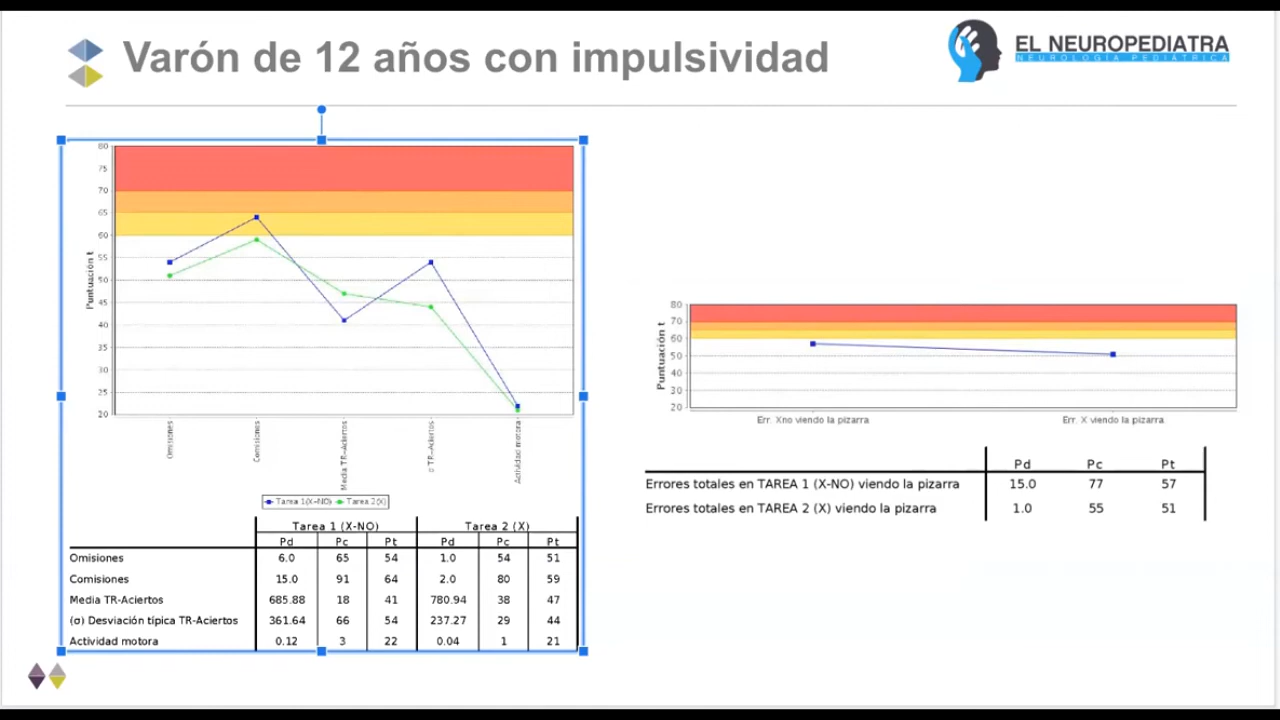 Varón de 12 años con impulsividad
EL NEUROPEDIATRA
NEUROLOGÍA PEDIÁTRICA
Puntuación t
80
75
70
65
60
55
50
45
40
35
30
25
20
Omisiones
Comisiones
Media TR-Aciertos
σ TR-Aciertos
Actividad motora
Tarea 1(X-NO) Tarea 2(X)
Tarea 1 (X-NO) Tarea 2 (X)
Pd Pc Pt Pd Pc Pt
Omisiones 6.0 65 54 1.0 54 51
Comisiones 15.0 91 64 2.0 80 59
Media TR-Aciertos 685.88 18 41 780.94 38 47
(σ) Desviación típica TR-Aciertos 361.64 66 54 237.27 29 44
Actividad motora 0.12 3 22 0.04 1 21
Puntuación t
80
70
60
50
40
30
20
Err. Xno viendo la pizarra Err. X viendo la pizarra
Pd Pc Pt
Errores totales en TAREA 1 (X-NO) viendo la pizarra 15.0 77 57
Errores totales en TAREA 2 (X) viendo la pizarra 1.0 55 51